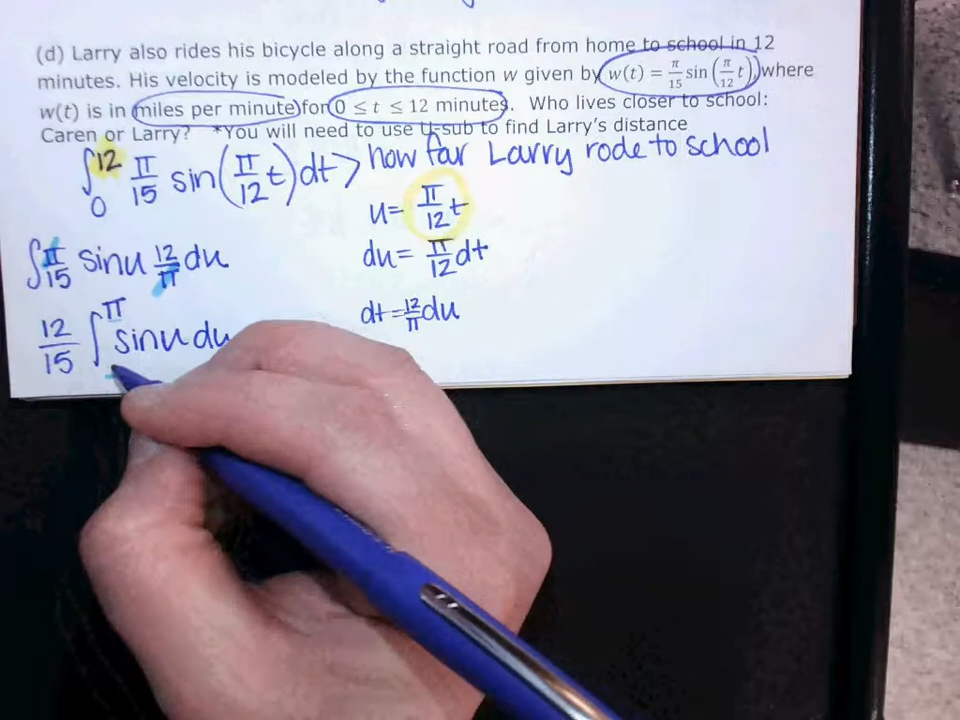 (d) Larry also rides his bicycle along a straight road from home to school in 12
minutes. His velocity is modeled by the function w given by w(t) = π/15 sin(π/12 t), where
w(t) is in miles per minute for 0 ≤ t ≤ 12 minutes. Who lives closer to school:
Caren or Larry? *You will need to use U-sub to find Larry's distance
∫₀¹² π/15 sin(π/12 t)dt > how far Larry rode to school
u= π/12 t
∫ π/15 sinu 12/π du
du= π/12 dt
12/15 ∫^π sinu du
dt= 12/π du